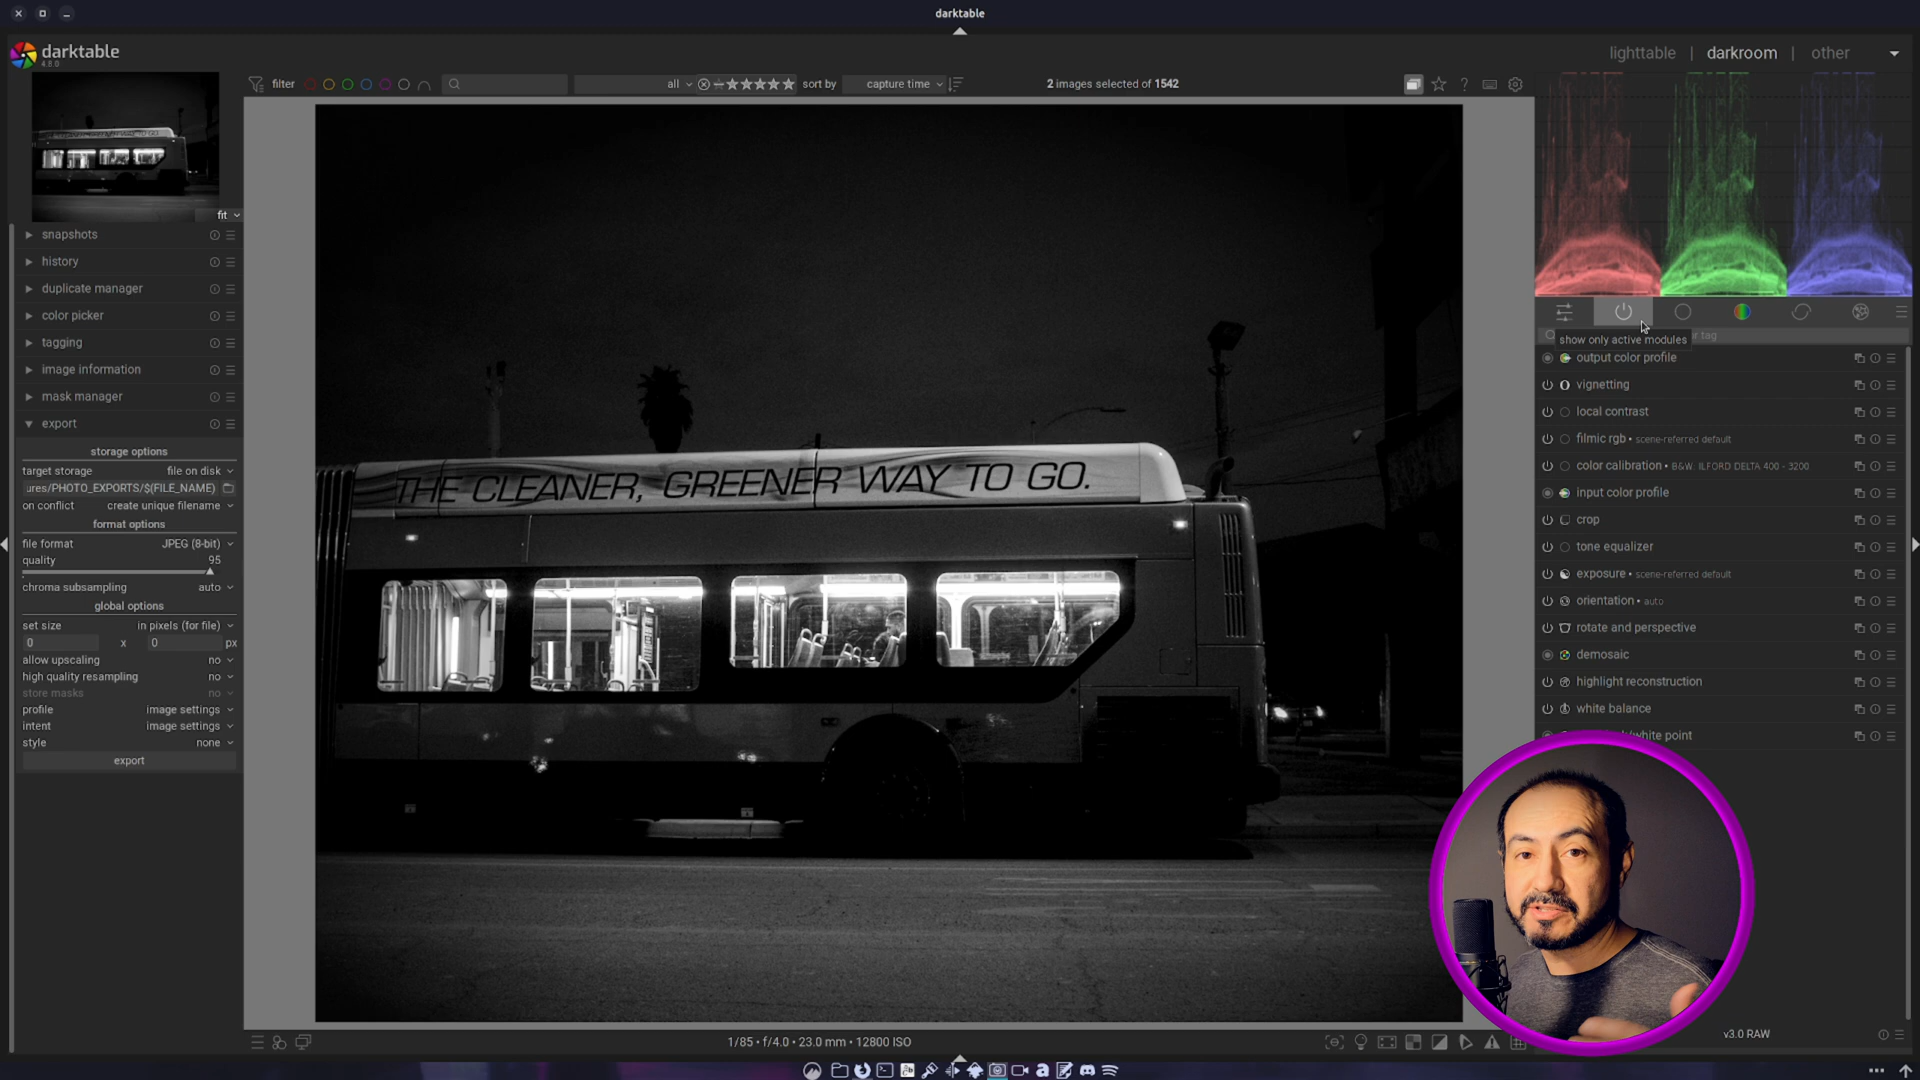 darktable
darktable
4.8.0
lighttable | darkroom | other
filter
all
sort by
capture time
2 images selected of 1542
fit
snapshots
history
duplicate manager
color picker
tagging
image information
mask manager
export
storage options
target storage file on disk
ures/PHOTO_EXPORTS/$(FILE_NAME)
on conflict create unique filename
format options
file format JPEG (8-bit)
quality 95
chroma subsampling auto
global options
set size in pixels (for file)
0 x 0 px
allow upscaling no
high quality resampling no
store masks no
profile image settings
intent image settings
style none
export
THE CLEANER, GREENER WAY TO GO.
1/85 • f/4.0 • 23.0 mm • 12800 ISO
show only active modules
tag
output color profile
vignetting
local contrast
filmic rgb • scene-referred default
color calibration • B&W: ILFORD DELTA 400 - 3200
input color profile
crop
tone equalizer
exposure • scene-referred default
orientation • auto
rotate and perspective
demosaic
highlight reconstruction
white balance
white point
v3.0 RAW